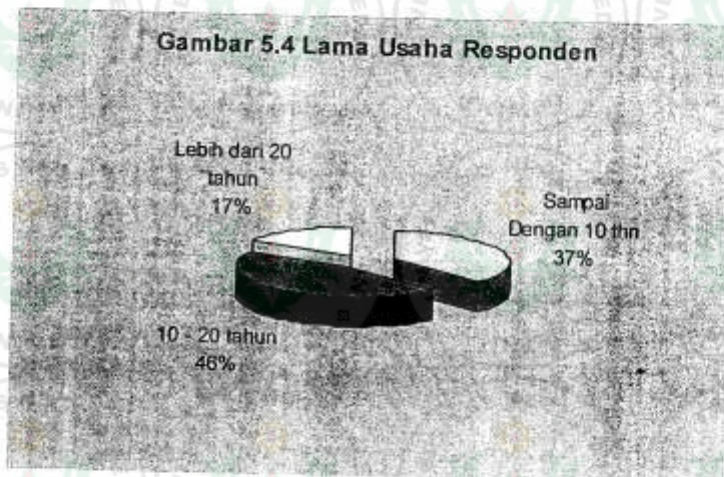 Gambar 5.4 Lama Usaha Responden
Lebih dari 20
tahun
17%
Sampai
Dengan 10 thn
37%
10 - 20 tahun
46%